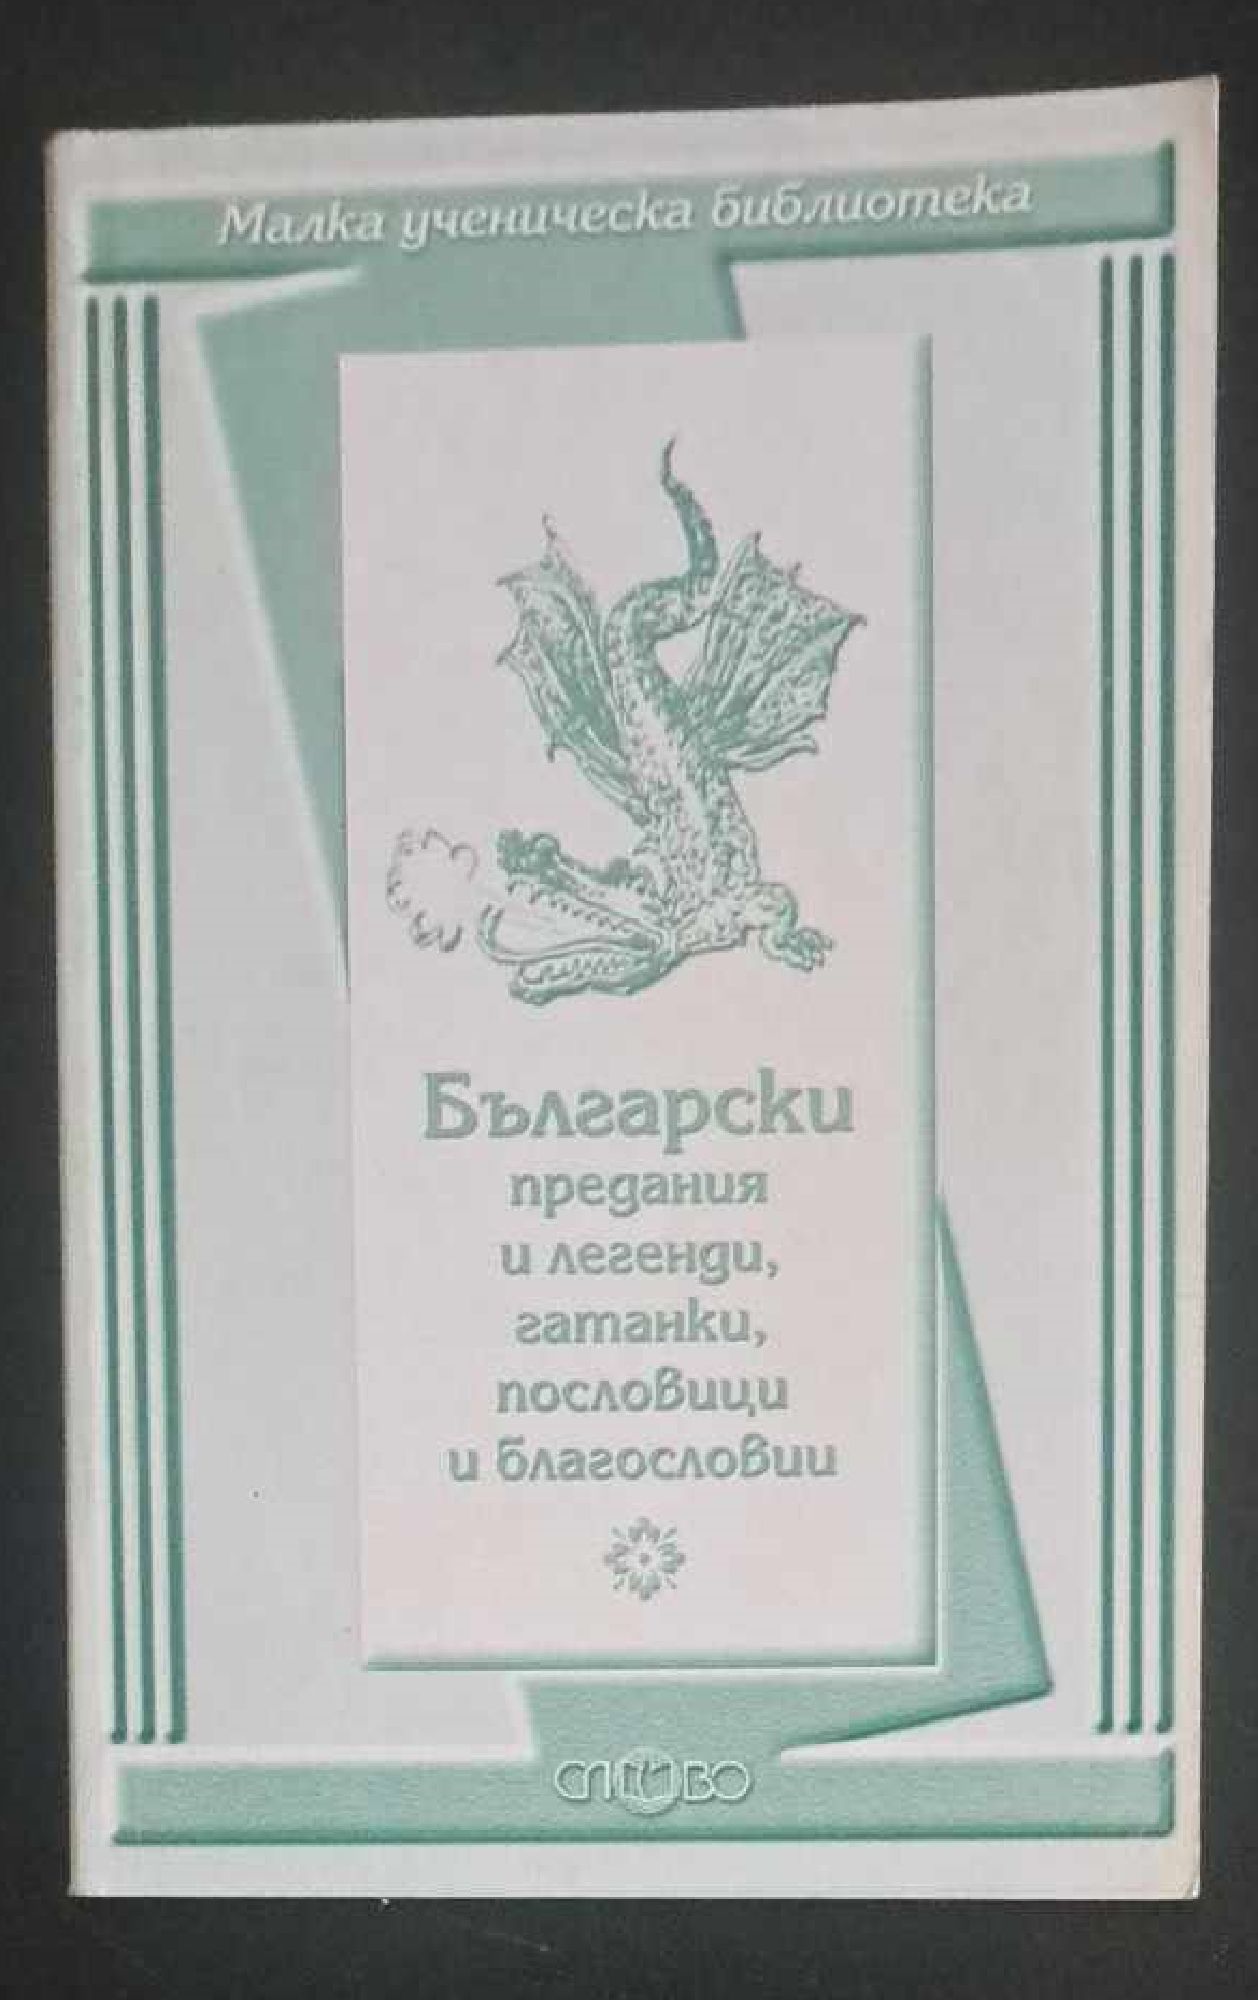 Малка ученическа библиотека
Български
предания
и легенди,
гатанки,
пословици
и благословии
СЛОВО